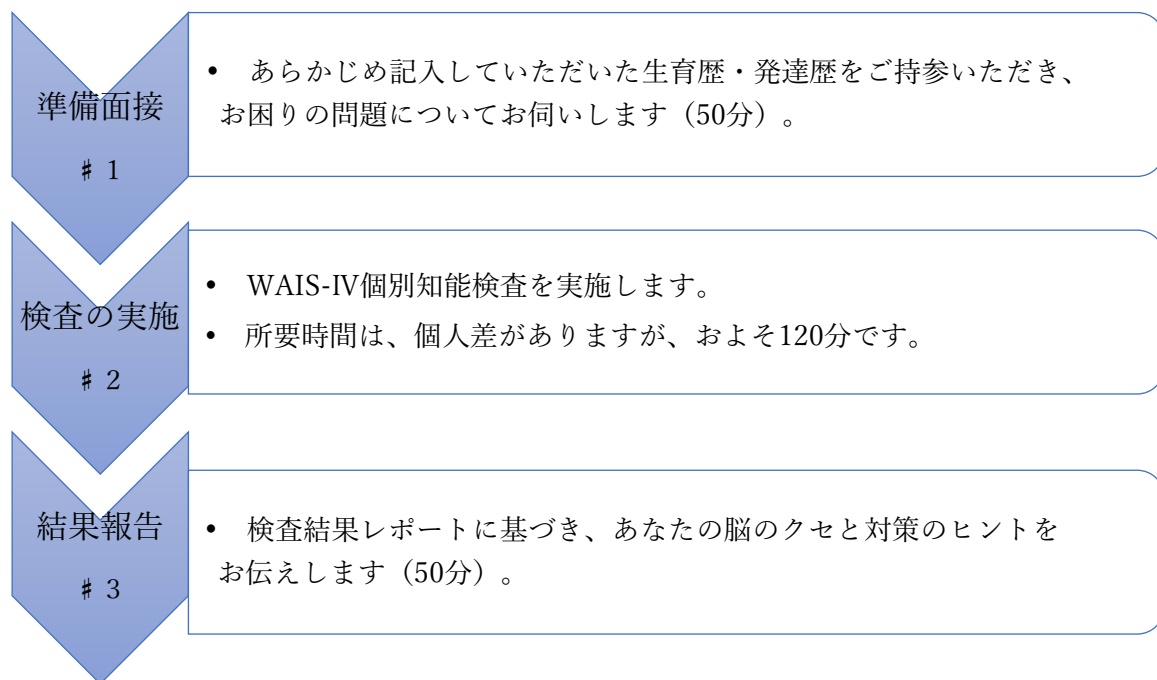 準備面接
# 1
• あらかじめ記入していただいた生育歴・発達歴をご持参いただき、
お困りの問題についてお伺いします（50分）。
検査の実施
# 2
• WAIS-IV個別知能検査を実施します。
• 所要時間は、個人差がありますが、およそ120分です。
結果報告
# 3
• 検査結果レポートに基づき、あなたの脳のクセと対策のヒントを
お伝えします（50分）。